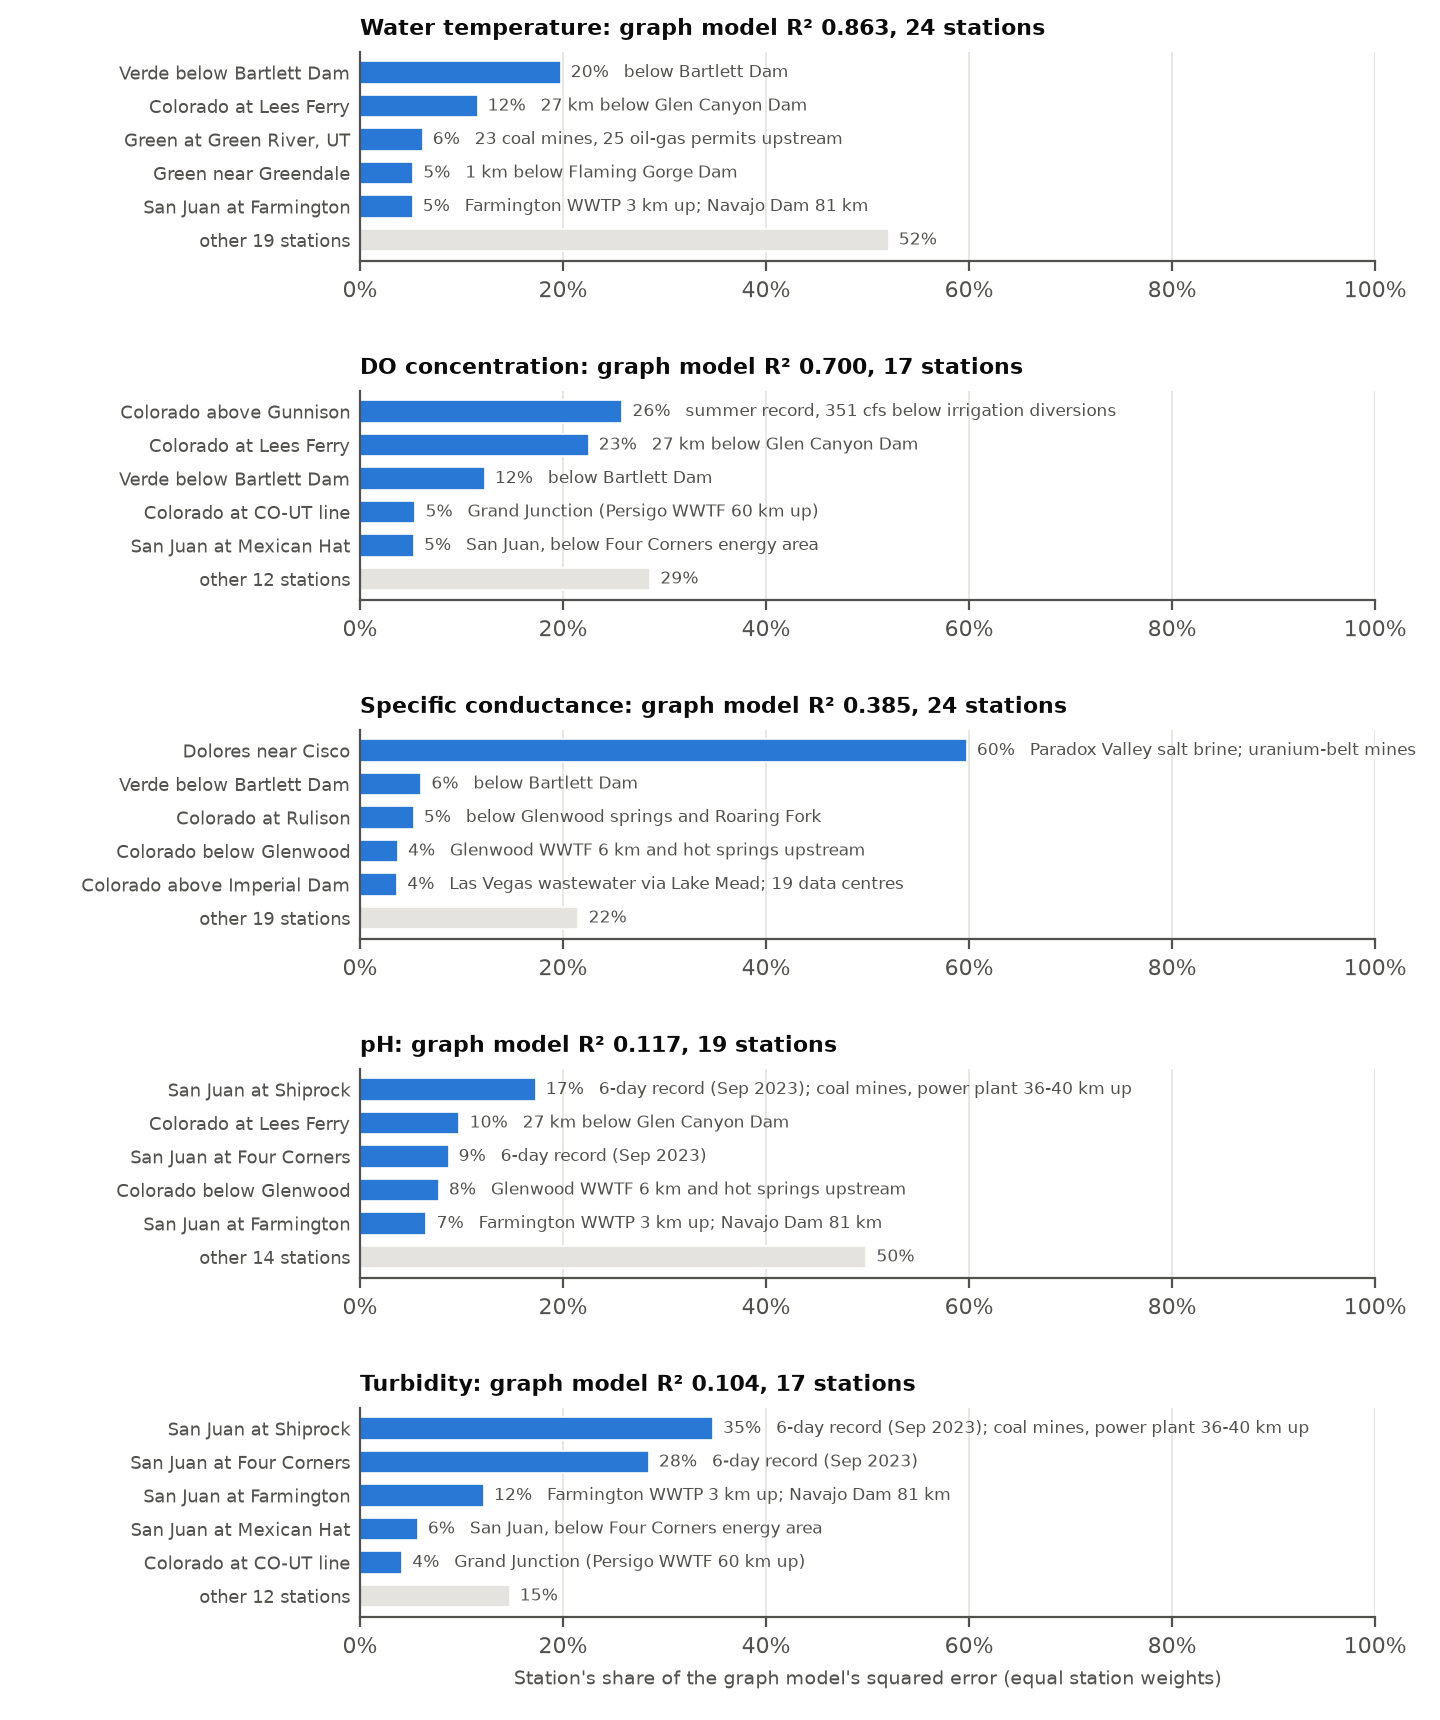 Water temperature: graph model R² 0.863, 24 stations
Verde below Bartlett Dam 20% below Bartlett Dam
Colorado at Lees Ferry 12% 27 km below Glen Canyon Dam
Green at Green River, UT 6% 23 coal mines, 25 oil-gas permits upstream
Green near Greendale 5% 1 km below Flaming Gorge Dam
San Juan at Farmington 5% Farmington WWTP 3 km up; Navajo Dam 81 km
other 19 stations 52%
0% 20% 40% 60% 80% 100%
DO concentration: graph model R² 0.700, 17 stations
Colorado above Gunnison 26% summer record, 351 cfs below irrigation diversions
Colorado at Lees Ferry 23% 27 km below Glen Canyon Dam
Verde below Bartlett Dam 12% below Bartlett Dam
Colorado at CO-UT line 5% Grand Junction (Persigo WWTF 60 km up)
San Juan at Mexican Hat 5% San Juan, below Four Corners energy area
other 12 stations 29%
0% 20% 40% 60% 80% 100%
Specific conductance: graph model R² 0.385, 24 stations
Dolores near Cisco 60% Paradox Valley salt brine; uranium-belt mines
Verde below Bartlett Dam 6% below Bartlett Dam
Colorado at Rulison 5% below Glenwood springs and Roaring Fork
Colorado below Glenwood 4% Glenwood WWTF 6 km and hot springs upstream
Colorado above Imperial Dam 4% Las Vegas wastewater via Lake Mead; 19 data centres
other 19 stations 22%
0% 20% 40% 60% 80% 100%
pH: graph model R² 0.117, 19 stations
San Juan at Shiprock 17% 6-day record (Sep 2023); coal mines, power plant 36-40 km up
Colorado at Lees Ferry 10% 27 km below Glen Canyon Dam
San Juan at Four Corners 9% 6-day record (Sep 2023)
Colorado below Glenwood 8% Glenwood WWTF 6 km and hot springs upstream
San Juan at Farmington 7% Farmington WWTP 3 km up; Navajo Dam 81 km
other 14 stations 50%
0% 20% 40% 60% 80% 100%
Turbidity: graph model R² 0.104, 17 stations
San Juan at Shiprock 35% 6-day record (Sep 2023); coal mines, power plant 36-40 km up
San Juan at Four Corners 28% 6-day record (Sep 2023)
San Juan at Farmington 12% Farmington WWTP 3 km up; Navajo Dam 81 km
San Juan at Mexican Hat 6% San Juan, below Four Corners energy area
Colorado at CO-UT line 4% Grand Junction (Persigo WWTF 60 km up)
other 12 stations 15%
0% 20% 40% 60% 80% 100%
Station's share of the graph model's squared error (equal station weights)